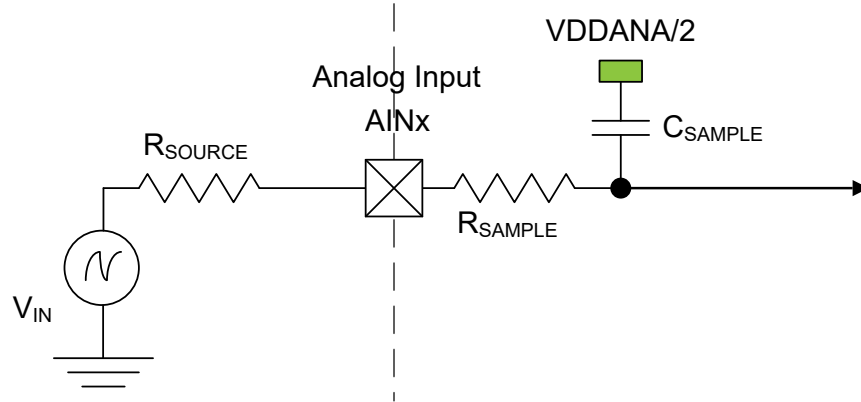 VDDANA/2
Analog Input
AINx
CSAMPLE
RSOURCE
RSAMPLE
VIN